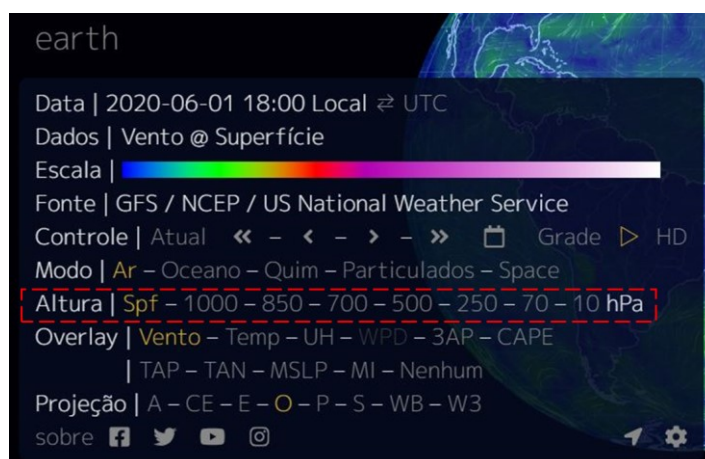 earth
Data | 2020-06-01 18:00 Local ⇄ UTC
Dados | Vento @ Superfície
Escala |
Fonte | GFS / NCEP / US National Weather Service
Controle | Atual « – ‹ – › – » Grade ▷ HD
Modo | Ar – Oceano – Quim – Particulados – Space
Altura | Spf – 1000 – 850 – 700 – 500 – 250 – 70 – 10 hPa
Overlay | Vento – Temp – UH – WPD – 3AP – CAPE
| TAP – TAN – MSLP – MI – Nenhum
Projeção | A – CE – E – O – P – S – WB – W3
sobre